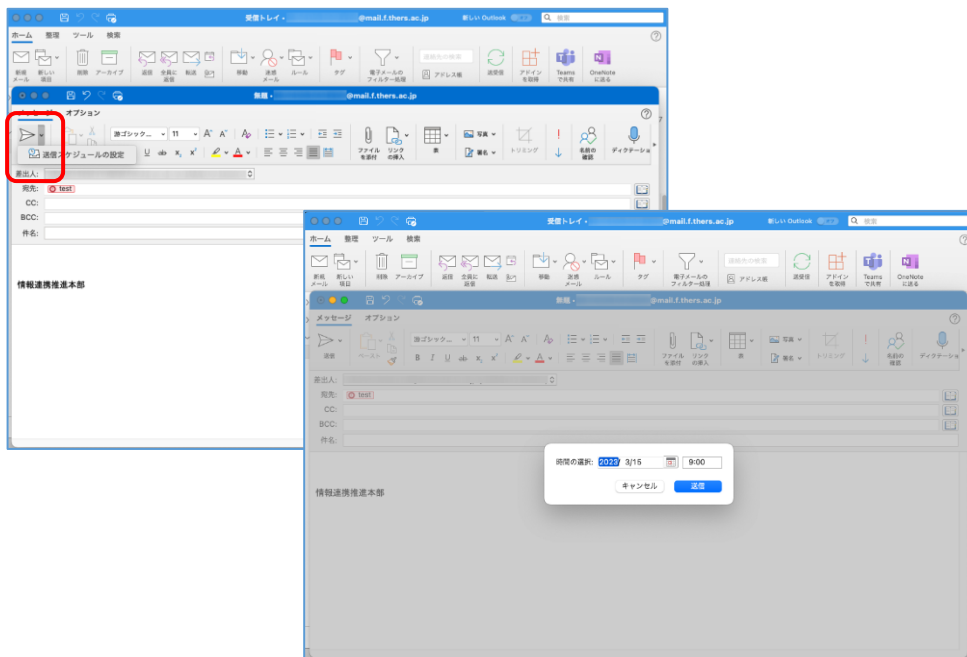 受信トレイ・ @mail.f.thers.ac.jp 新しい Outlook 検索
ホーム 整理 ツール 検索
新規メール 新しい項目 削除 アーカイブ 返信 全員に返信 転送 移動 迷惑メール ルール タグ 電子メールのフィルター処理 連絡先の検索 アドレス帳 送受信 アドインを取得 Teams で共有 OneNote に送る
無題・ @mail.f.thers.ac.jp
メッセージ オプション
游ゴシック... 11 A A A
送信スケジュールの設定 U ab x x A ファイルを添付 リンクの挿入 表 写真 署名 トリミング 名前の確認 ディクテーショ
差出人:
宛先: test
CC:
BCC:
件名:
情報連携推進本部
受信トレイ・ @mail.f.thers.ac.jp 新しい Outlook 検索
ホーム 整理 ツール 検索
新規メール 新しい項目 削除 アーカイブ 返信 全員に返信 転送 移動 迷惑メール ルール タグ 電子メールのフィルター処理 連絡先の検索 アドレス帳 送受信 アドインを取得 Teams で共有 OneNote に送る
無題・ @mail.f.thers.ac.jp
メッセージ オプション
送信 ペースト 游ゴシック... 11 A A A
B I U ab x x A ファイルを添付 リンクの挿入 表 写真 署名 トリミング 名前の確認 ディクテーショ
差出人:
宛先: test
CC:
BCC:
件名:
時間の選択: 2023/ 3/15 9:00
キャンセル 送信
情報連携推進本部